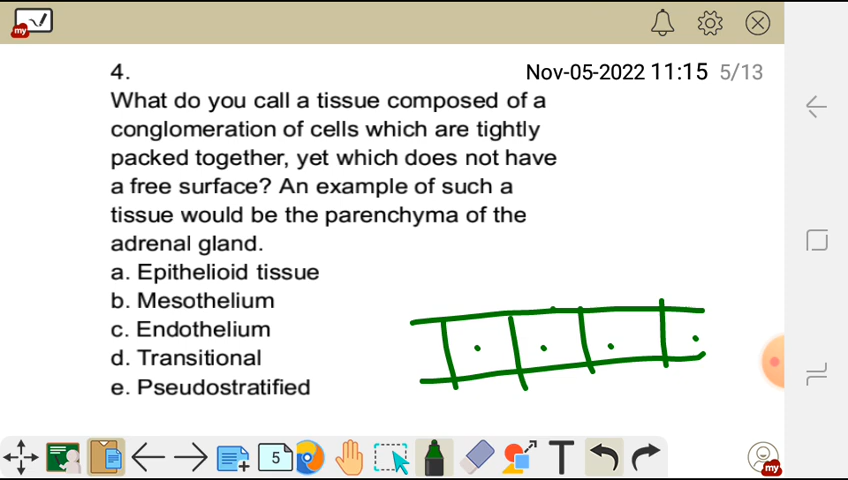 my
4.
Nov-05-2022 11:15 5/13
What do you call a tissue composed of a
conglomeration of cells which are tightly
packed together, yet which does not have
a free surface? An example of such a
tissue would be the parenchyma of the
adrenal gland.
a. Epithelioid tissue
b. Mesothelium
c. Endothelium
d. Transitional
e. Pseudostratified
5
T
my